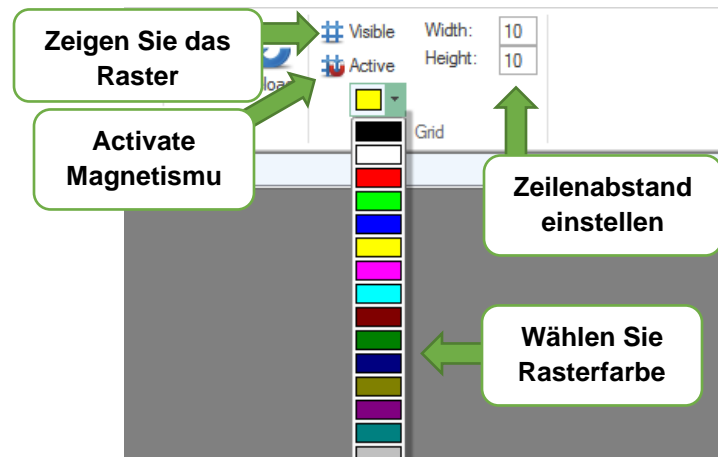 Zeigen Sie das
Raster
Visible
Width:
10
Active
Height:
10
Activate
Magnetismu
Grid
Zeilenabstand
einstellen
Wählen Sie
Rasterfarbe